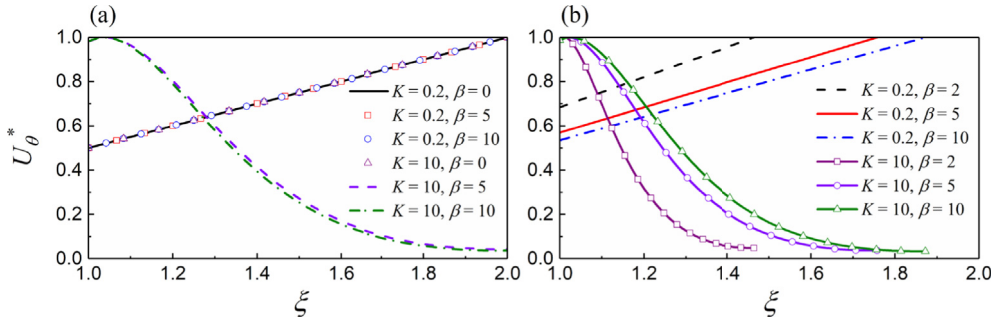 (a)
(b)
U_θ^*
1.0
0.8
0.6
0.4
0.2
0.0
K = 0.2, β = 0
K = 0.2, β = 5
K = 0.2, β = 10
K = 10, β = 0
K = 10, β = 5
K = 10, β = 10
1.0 1.2 1.4 1.6 1.8 2.0
ξ
1.0
0.8
0.6
0.4
0.2
0.0
K = 0.2, β = 2
K = 0.2, β = 5
K = 0.2, β = 10
K = 10, β = 2
K = 10, β = 5
K = 10, β = 10
1.0 1.2 1.4 1.6 1.8 2.0
ξ